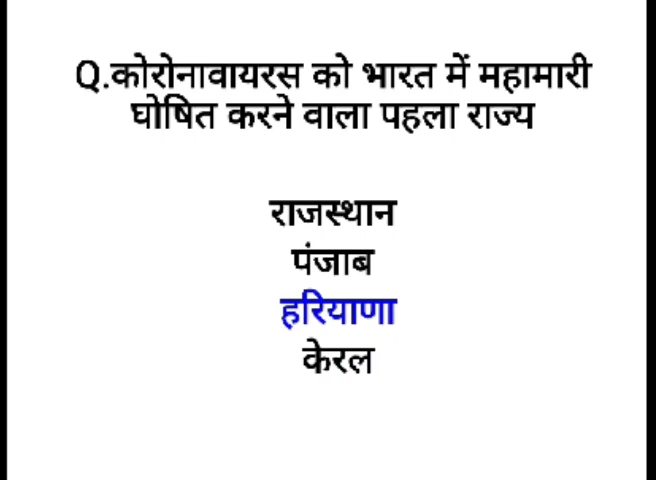 Q.कोरोनावायरस को भारत में महामारी
घोषित करने वाला पहला राज्य
राजस्थान
पंजाब
हरियाणा
केरल